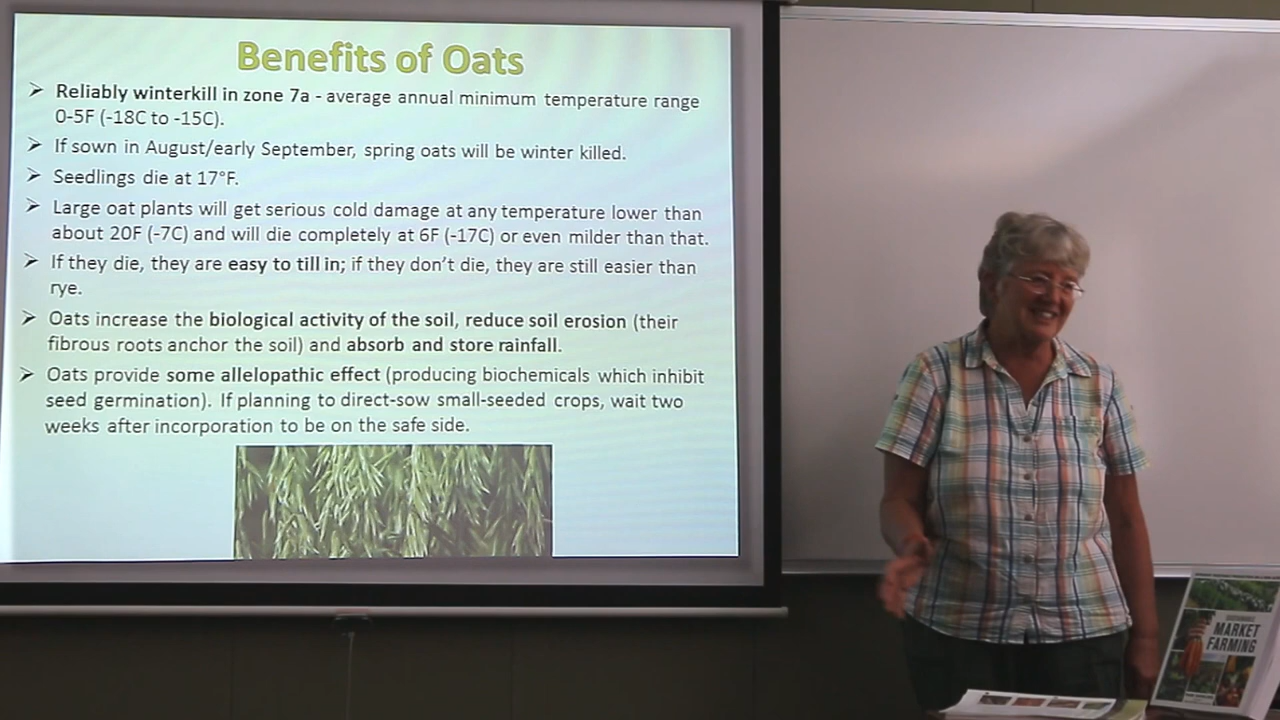 Benefits of Oats
➢ Reliably winterkill in zone 7a - average annual minimum temperature range
0-5F (-18C to -15C).
➢ If sown in August/early September, spring oats will be winter killed.
➢ Seedlings die at 17°F.
➢ Large oat plants will get serious cold damage at any temperature lower than
about 20F (-7C) and will die completely at 6F (-17C) or even milder than that.
➢ If they die, they are easy to till in; if they don't die, they are still easier than
rye.
➢ Oats increase the biological activity of the soil, reduce soil erosion (their
fibrous roots anchor the soil) and absorb and store rainfall.
➢ Oats provide some allelopathic effect (producing biochemicals which inhibit
seed germination). If planning to direct-sow small-seeded crops, wait two
weeks after incorporation to be on the safe side.
MARKET
FARMING